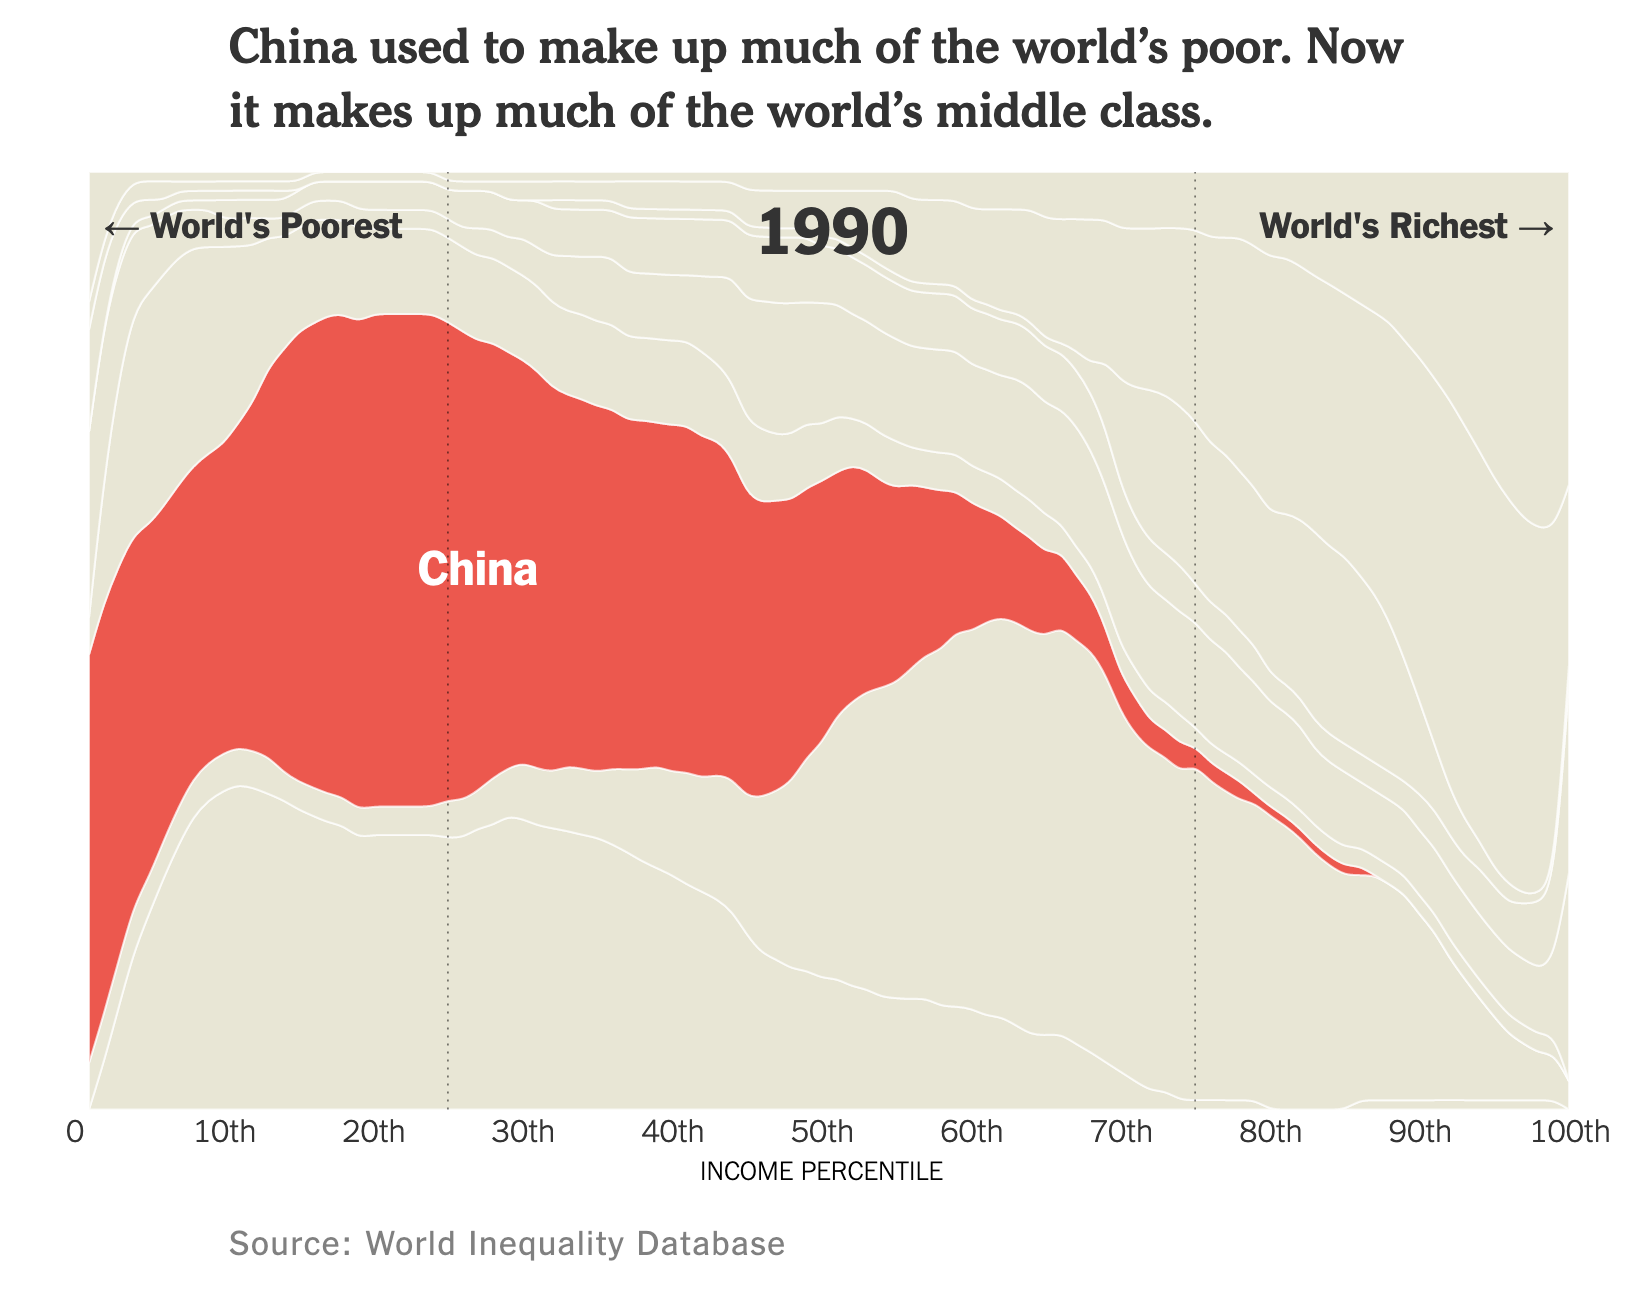 China used to make up much of the world’s poor. Now
it makes up much of the world’s middle class.
← World's Poorest
1990
World's Richest →
China
0 10th 20th 30th 40th 50th 60th 70th 80th 90th 100th
INCOME PERCENTILE
Source: World Inequality Database